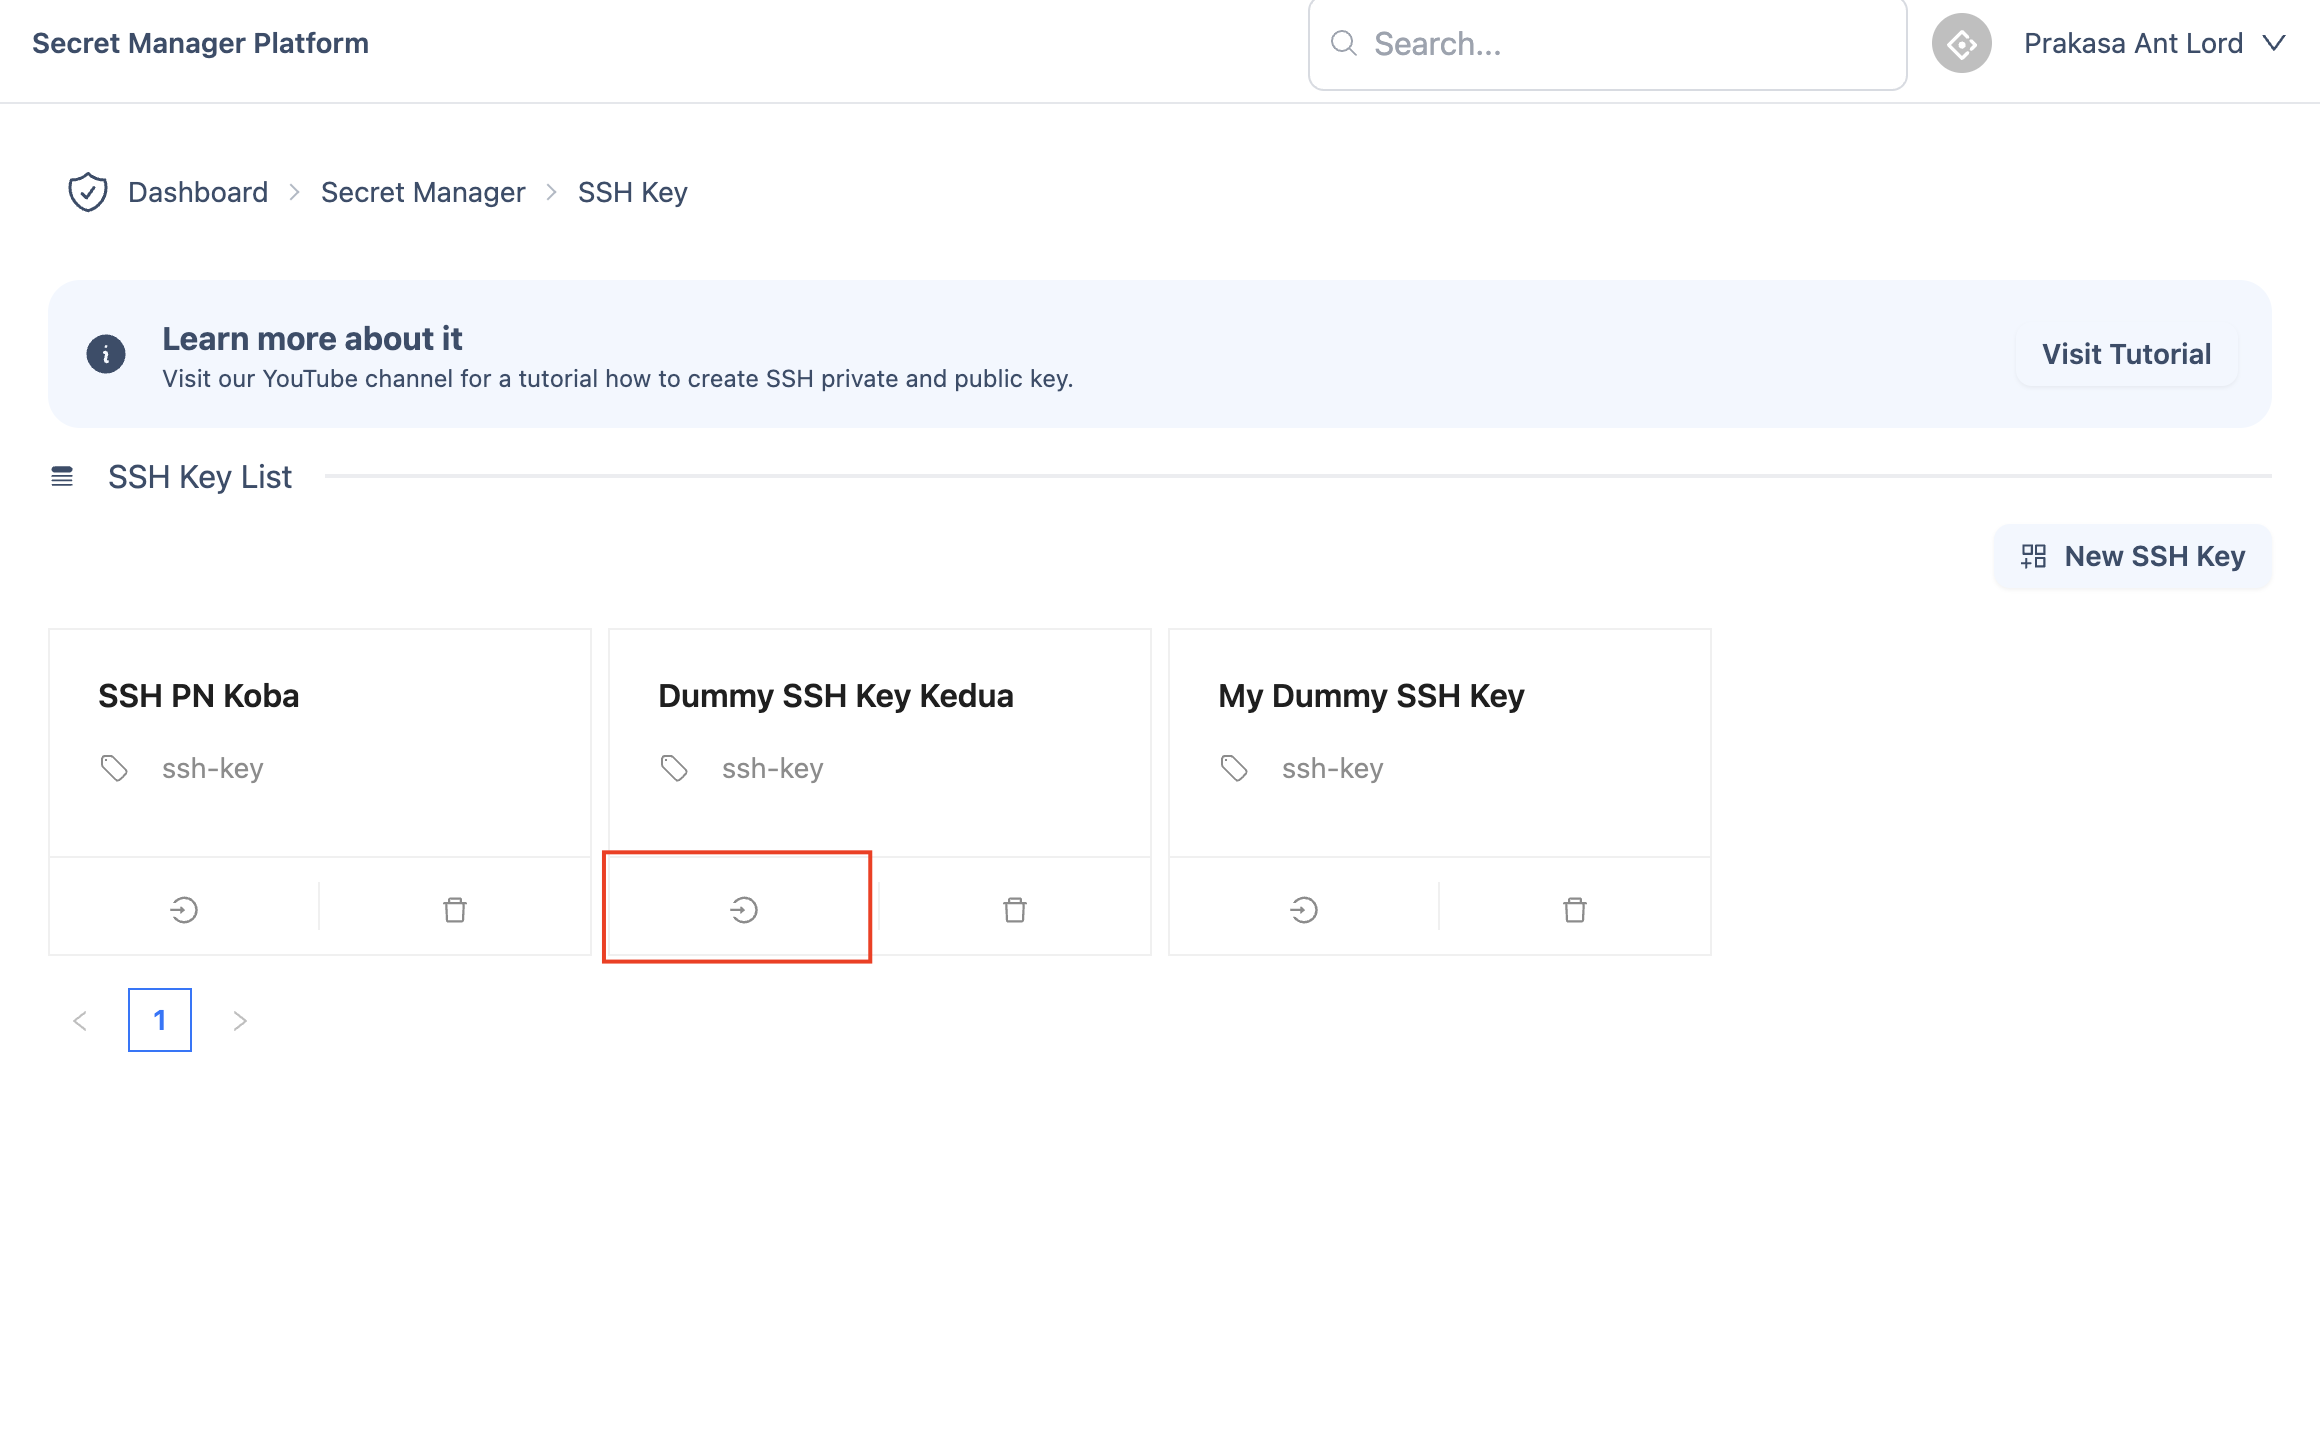 Secret Manager Platform
Search...
Prakasa Ant Lord
Dashboard > Secret Manager > SSH Key
Learn more about it
Visit our YouTube channel for a tutorial how to create SSH private and public key.
Visit Tutorial
SSH Key List
New SSH Key
SSH PN Koba
ssh-key
Dummy SSH Key Kedua
ssh-key
My Dummy SSH Key
ssh-key
< 1 >